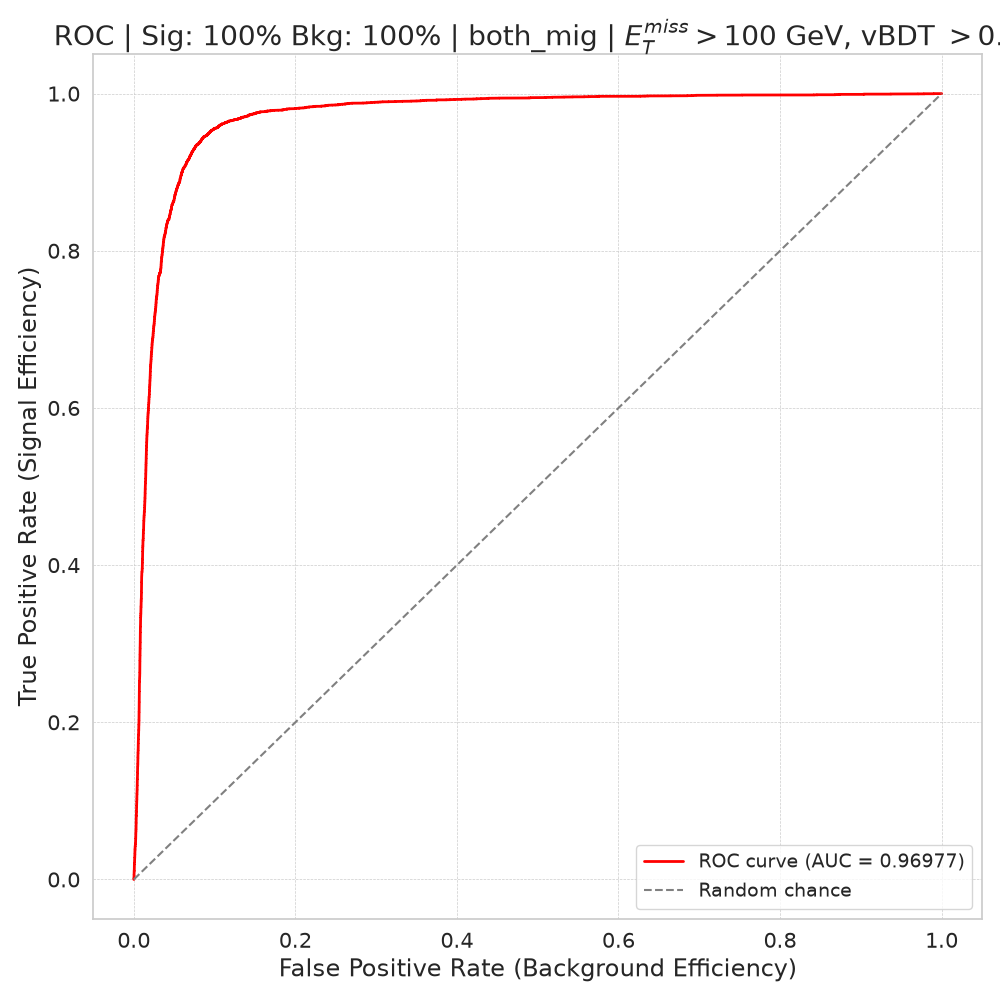 ROC | Sig: 100% Bkg: 100% | both_mig | $E_T^{miss} > 100$ GeV, vBDT > 0.
1.0
0.8
0.6
0.4
0.2
0.0
True Positive Rate (Signal Efficiency)
ROC curve (AUC = 0.96977)
Random chance
0.0 0.2 0.4 0.6 0.8 1.0
False Positive Rate (Background Efficiency)